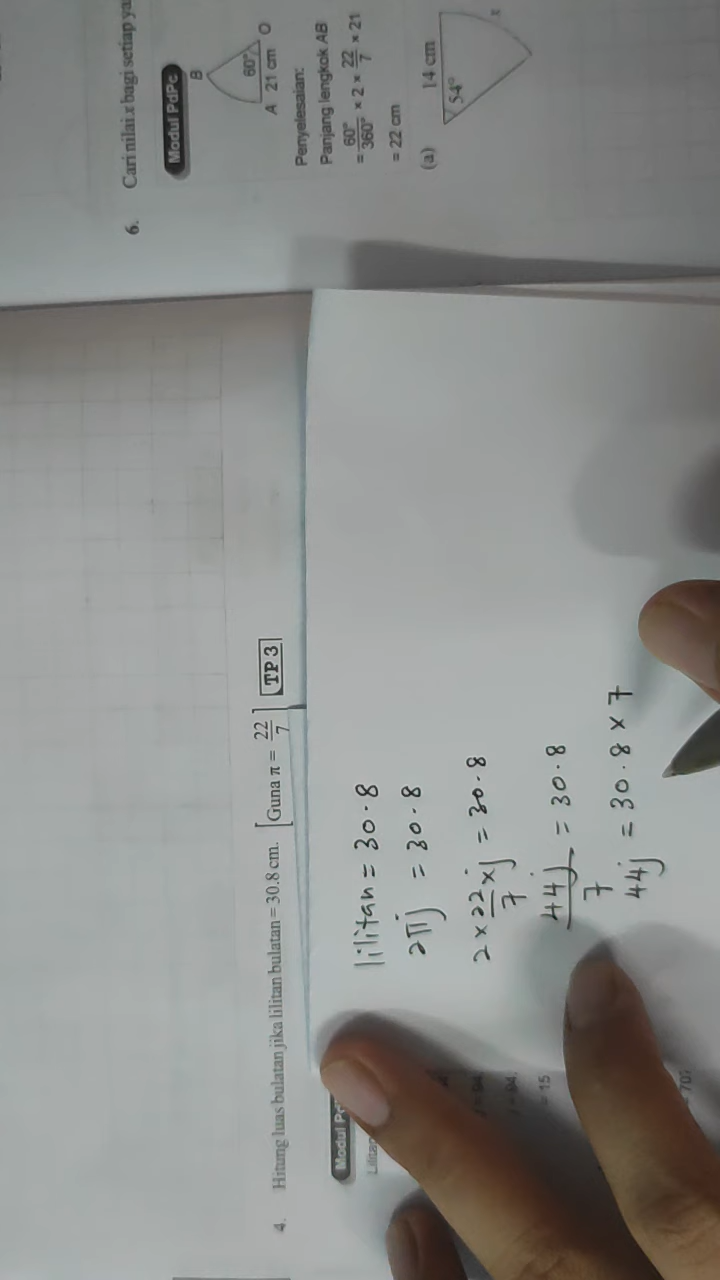 6. Cari nilai x bagi setiap
Modul PdPc
B
60°
O
A 21 cm
Penyelesaian:
Panjang lengkok AB
= 60°/360° × 2 × 22/7 × 21
= 22 cm
(a) 14 cm
54°
x
4. Hitung luas bulatan jika lilitan bulatan = 30.8 cm. [Guna π = 22/7] TP 3
lilitan = 30.8
2πj = 30.8
2 × 22/7 × j = 30.8
44j/7 = 30.8
44j = 30.8 × 7
Modul
= 15